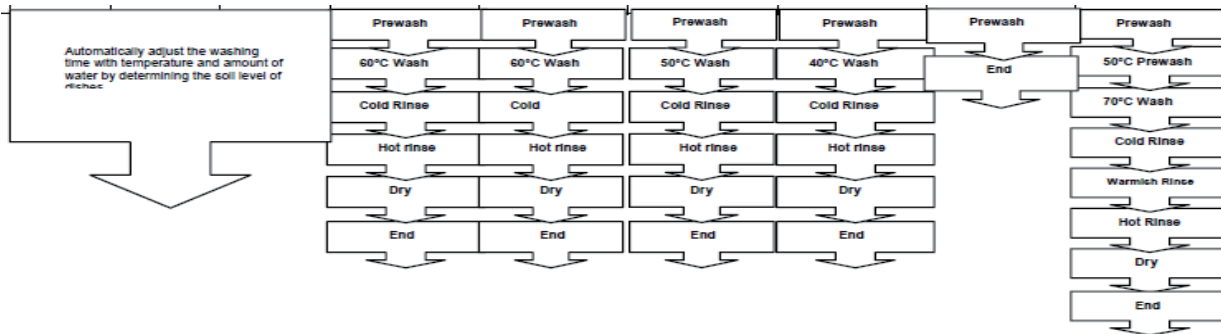 Automatically adjust the washing
time with temperature and amount of
water by determining the soil level of
dishes
Prewash
60°C Wash
Cold Rinse
Hot rinse
Dry
End
Prewash
60°C Wash
Cold
Hot rinse
Dry
End
Prewash
50°C Wash
Cold Rinse
Hot rinse
Dry
End
Prewash
40°C Wash
Cold Rinse
Hot rinse
Dry
End
Prewash
End
Prewash
50°C Prewash
70°C Wash
Cold Rinse
Warmish Rinse
Hot Rinse
Dry
End